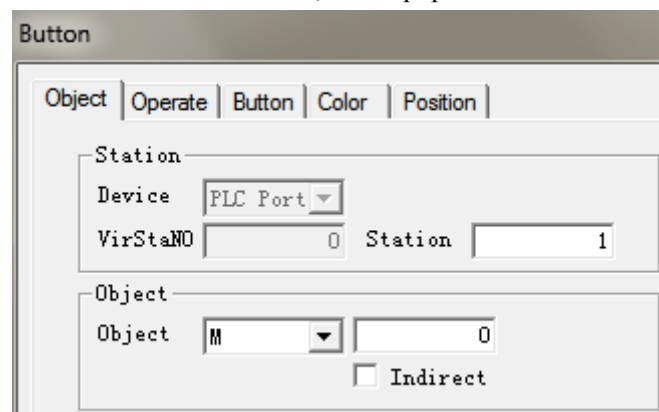 Button
Object Operate Button Color Position
Station
Device PLC Port
VirStaNO 0 Station 1
Object
Object M 0
Indirect